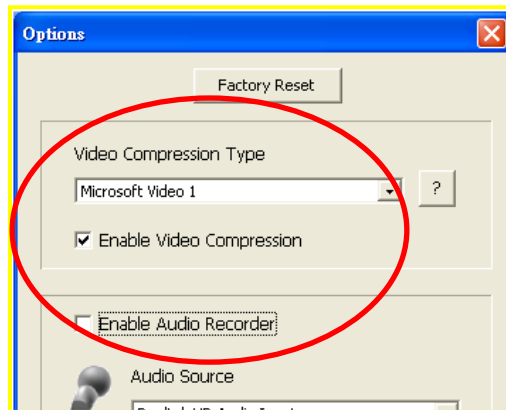 Options
Factory Reset
Video Compression Type
Microsoft Video 1
?
Enable Video Compression
Enable Audio Recorder
Audio Source